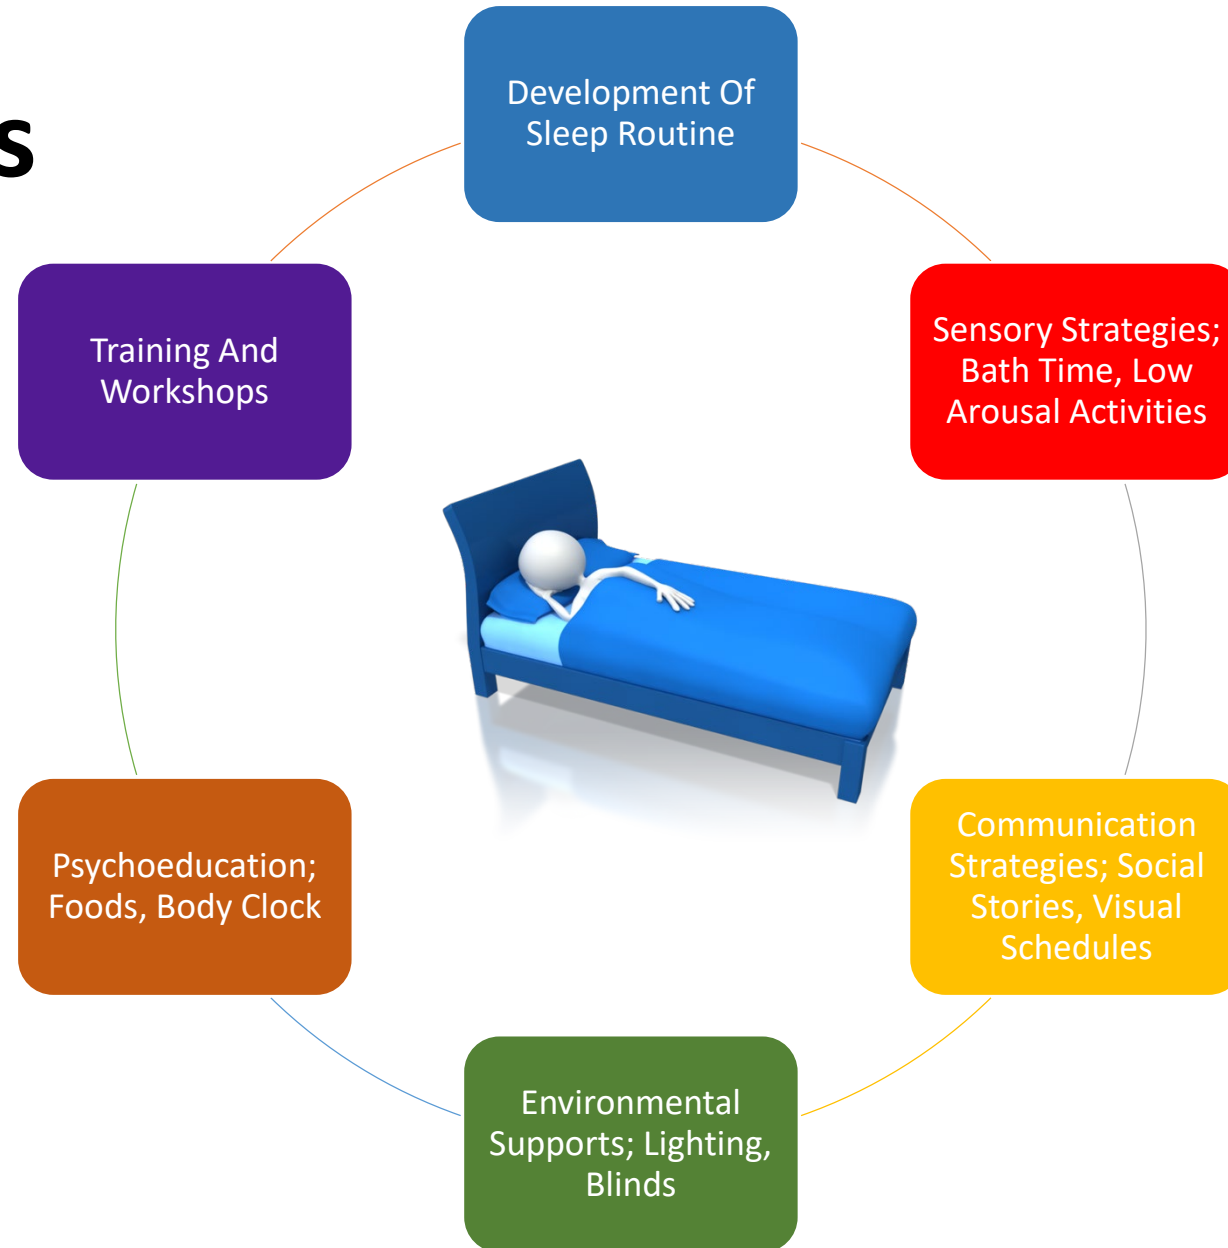 s
Development Of
Sleep Routine
Sensory Strategies;
Bath Time, Low
Arousal Activities
Communication
Strategies; Social
Stories, Visual
Schedules
Environmental
Supports; Lighting,
Blinds
Psychoeducation;
Foods, Body Clock
Training And
Workshops